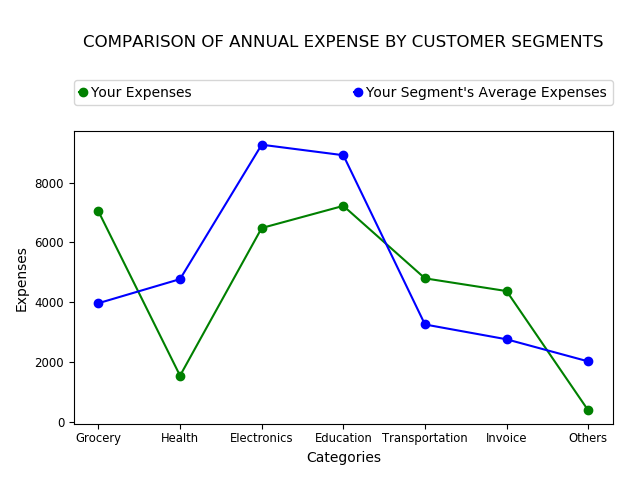 COMPARISON OF ANNUAL EXPENSE BY CUSTOMER SEGMENTS
Your Expenses
Your Segment's Average Expenses
Expenses
8000
6000
4000
2000
0
Grocery Health Electronics Education Transportation Invoice Others
Categories